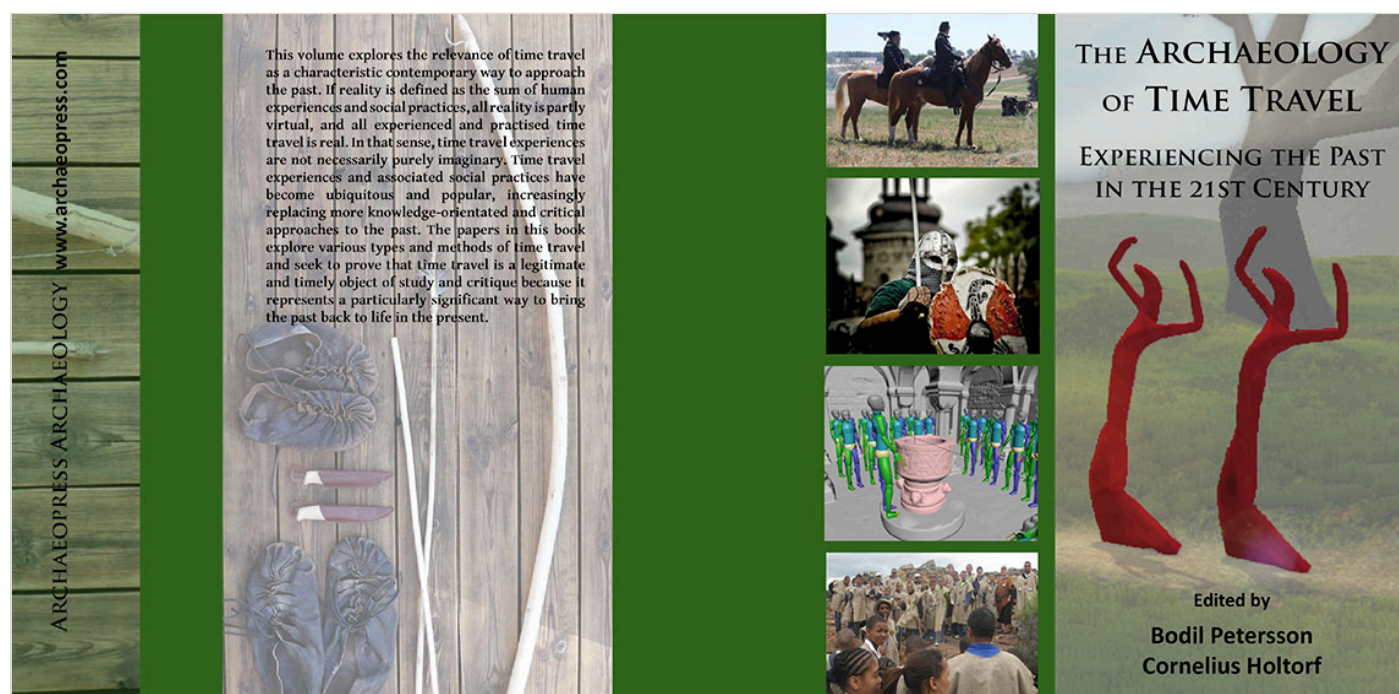 ARCHAEOPRESS ARCHAEOLOGY www.archaeopress.com
This volume explores the relevance of time travel
as a characteristic contemporary way to approach
the past. If reality is defined as the sum of human
experiences and social practices, all reality is partly
virtual, and all experienced and practised time
travel is real. In that sense, time travel experiences
are not necessarily purely imaginary. Time travel
experiences and associated social practices have
become ubiquitous and popular, increasingly
replacing more knowledge-orientated and critical
approaches to the past. The papers in this book
explore various types and methods of time travel
and seek to prove that time travel is a legitimate
and timely object of study and critique because it
represents a particularly significant way to bring
the past back to life in the present.
THE ARCHAEOLOGY
OF TIME TRAVEL
EXPERIENCING THE PAST
IN THE 21ST CENTURY
Edited by
Bodil Petersson
Cornelius Holtorf